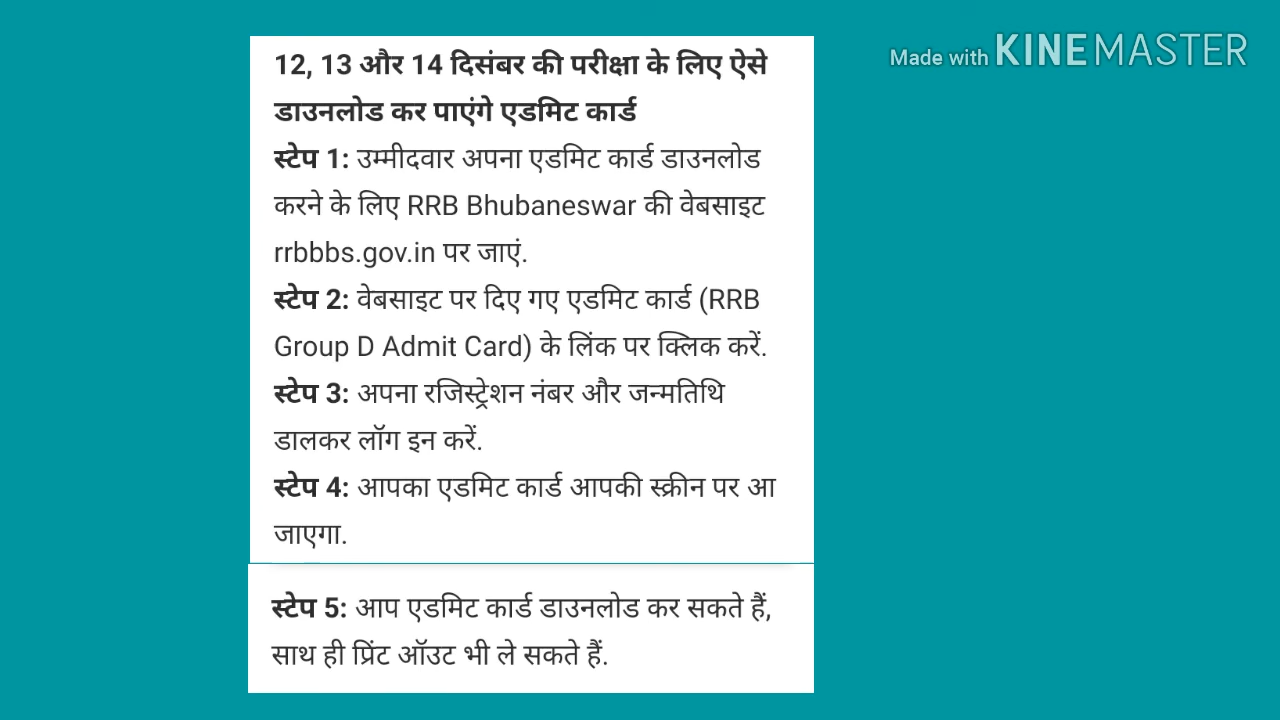 Made with KINEMASTER
12, 13 और 14 दिसंबर की परीक्षा के लिए ऐसे
डाउनलोड कर पाएंगे एडमिट कार्ड
स्टेप 1: उम्मीदवार अपना एडमिट कार्ड डाउनलोड
करने के लिए RRB Bhubaneswar की वेबसाइट
rrbbbs.gov.in पर जाएं.
स्टेप 2: वेबसाइट पर दिए गए एडमिट कार्ड (RRB
Group D Admit Card) के लिंक पर क्लिक करें.
स्टेप 3: अपना रजिस्ट्रेशन नंबर और जन्मतिथि
डालकर लॉग इन करें.
स्टेप 4: आपका एडमिट कार्ड आपकी स्क्रीन पर आ
जाएगा.
स्टेप 5: आप एडमिट कार्ड डाउनलोड कर सकते हैं,
साथ ही प्रिंट ऑउट भी ले सकते हैं.